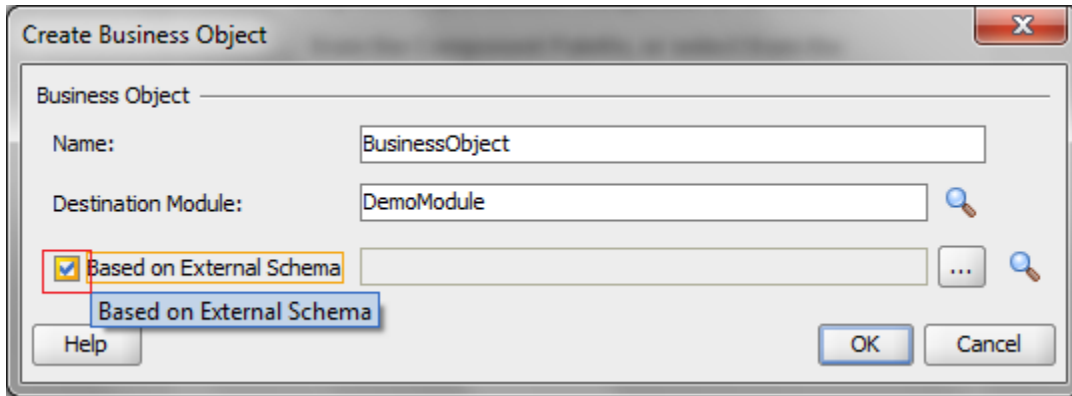 Create Business Object
Business Object
Name: BusinessObject
Destination Module: DemoModule
Based on External Schema ...
Based on External Schema
Help OK Cancel